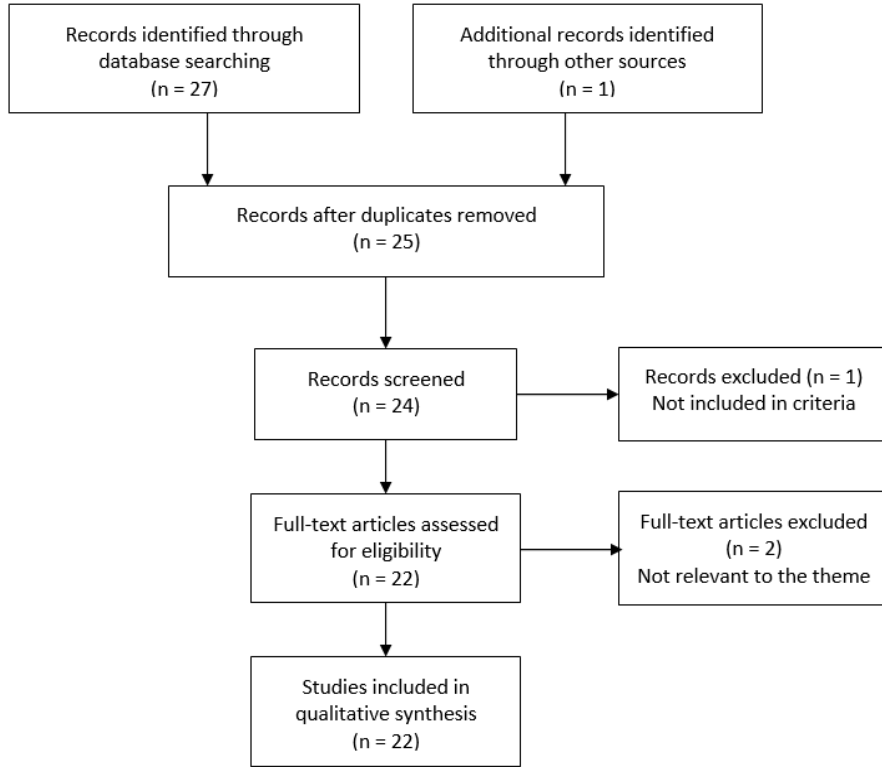 Records identified through
database searching
(n = 27)
Additional records identified
through other sources
(n = 1)
Records after duplicates removed
(n = 25)
Records screened
(n = 24)
Records excluded (n = 1)
Not included in criteria
Full-text articles assessed
for eligibility
(n = 22)
Full-text articles excluded
(n = 2)
Not relevant to the theme
Studies included in
qualitative synthesis
(n = 22)